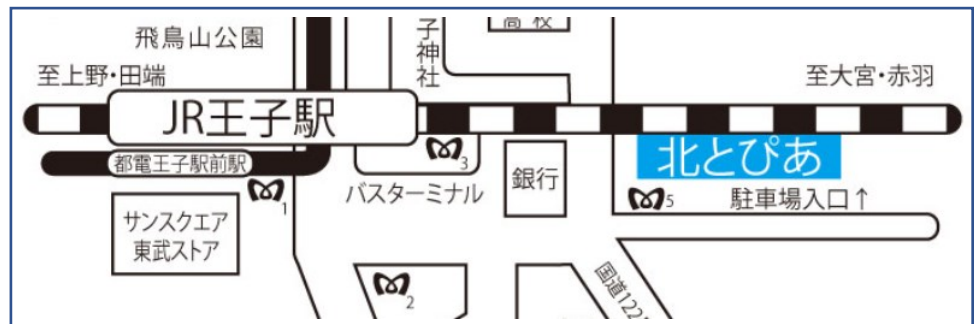 飛鳥山公園
子神社
高校
至上野・田端
至大宮・赤羽
JR王子駅
都電王子駅前駅
3
北とぴあ
バスターミナル
銀行
1
5
駐車場入口↑
サンスクエア
東武ストア
2
国道122